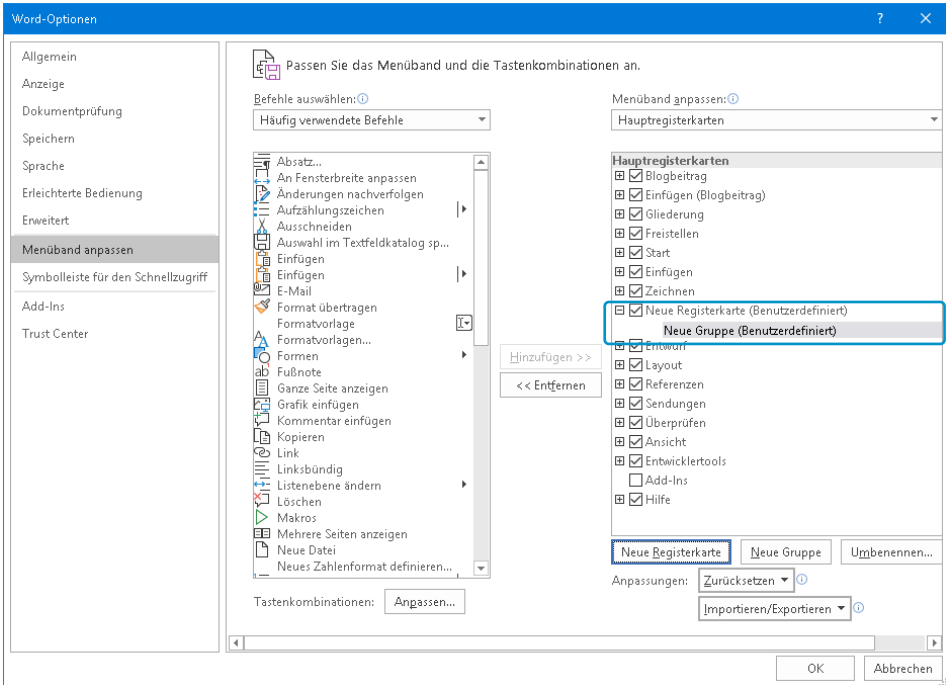 Word-Optionen
?
Allgemein
Anzeige
Dokumentprüfung
Speichern
Sprache
Erleichterte Bedienung
Erweitert
Menüband anpassen
Symbolleiste für den Schnellzugriff
Add-Ins
Trust Center
Passen Sie das Menüband und die Tastenkombinationen an.
Befehle auswählen:
Häufig verwendete Befehle
Absatz...
An Fensterbreite anpassen
Änderungen nachverfolgen
Aufzählungszeichen
Ausschneiden
Auswahl im Textfeldkatalog sp...
Einfügen
Einfügen
E-Mail
Format übertragen
Formatvorlage
Formatvorlagen...
Formen
Fußnote
Ganze Seite anzeigen
Grafik einfügen
Kommentar einfügen
Kopieren
Link
Linksbündig
Listenebene ändern
Löschen
Makros
Mehrere Seiten anzeigen
Neue Datei
Neues Zahlenformat definieren...
Tastenkombinationen: Anpassen...
Hinzufügen >>
<< Entfernen
Menüband anpassen:
Hauptregisterkarten
Hauptregisterkarten
Blogbeitrag
Einfügen (Blogbeitrag)
Gliederung
Freistellen
Start
Einfügen
Zeichnen
Neue Registerkarte (Benutzerdefiniert)
Neue Gruppe (Benutzerdefiniert)
Entwurf
Layout
Referenzen
Sendungen
Überprüfen
Ansicht
Entwicklertools
Add-Ins
Hilfe
Neue Registerkarte Neue Gruppe Umbenennen...
Anpassungen: Zurücksetzen
Importieren/Exportieren
OK Abbrechen